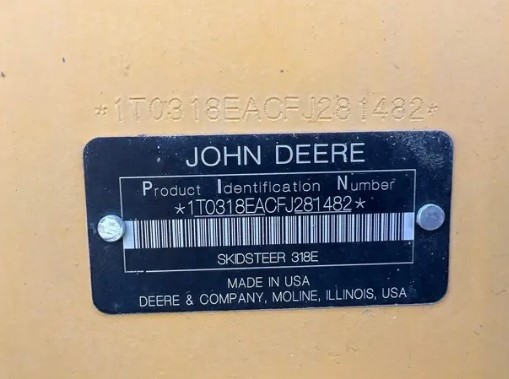 *1T0318EACFJ281482*
JOHN DEERE
Product Identification Number
*1T0318EACFJ281482*
SKIDSTEER 318E
MADE IN USA
DEERE & COMPANY, MOLINE, ILLINOIS, USA